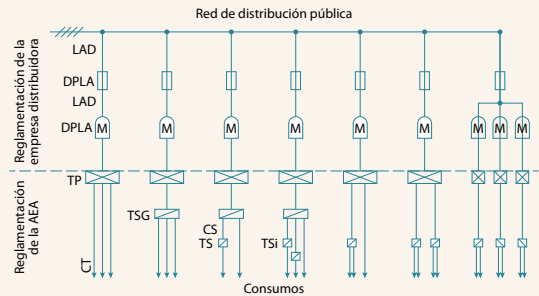 Red de distribución pública
Reglamentación de la
empresa distribuidora
LAD
DPLA
LAD
DPLA
M
M
M
M
M
M
M
M
M
Reglamentación
de la AEA
TP
TSG
CS
TS
TSi
CT
Consumos